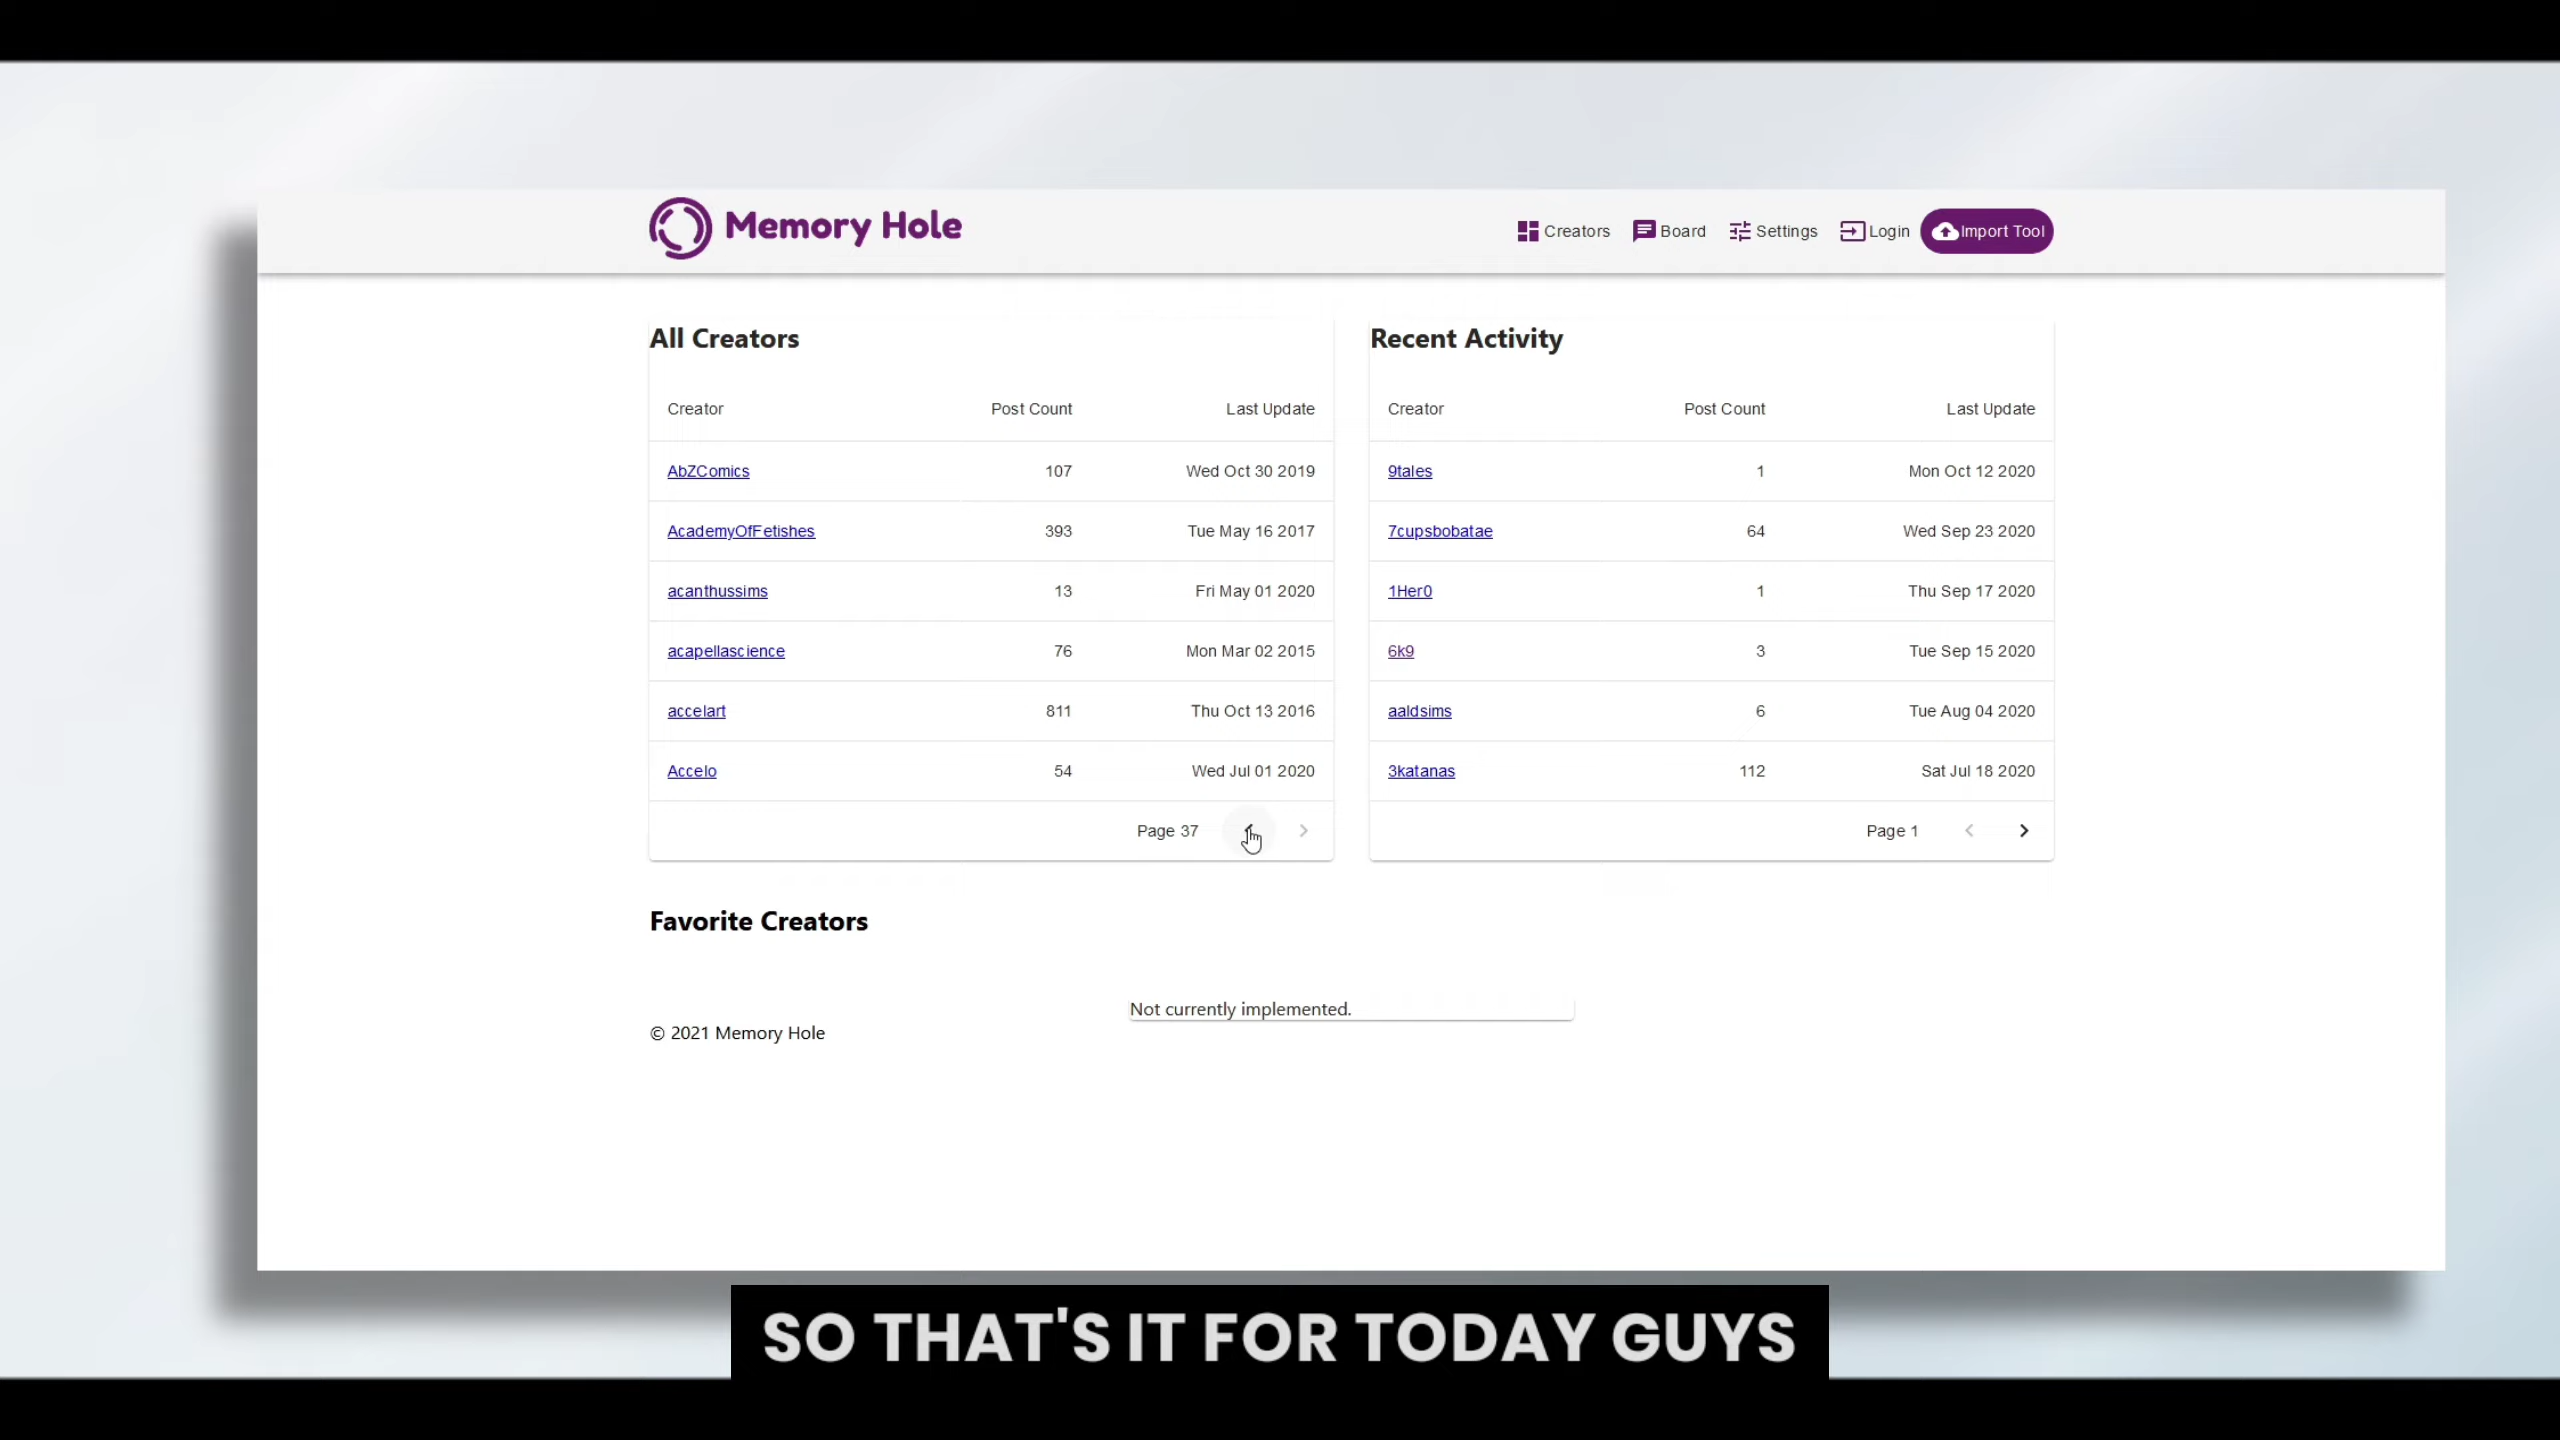 Memory Hole
Creators Board Settings Login Import Tool
All Creators
Creator Post Count Last Update
AbZComics 107 Wed Oct 30 2019
AcademyOfFetishes 393 Tue May 16 2017
acanthussims 13 Fri May 01 2020
acapellascience 76 Mon Mar 02 2015
accelart 811 Thu Oct 13 2016
Accelo 54 Wed Jul 01 2020
Page 37
Recent Activity
Creator Post Count Last Update
9tales 1 Mon Oct 12 2020
7cupsbobatae 64 Wed Sep 23 2020
1Her0 1 Thu Sep 17 2020
6k9 3 Tue Sep 15 2020
aaldsims 6 Tue Aug 04 2020
3katanas 112 Sat Jul 18 2020
Page 1
Favorite Creators
Not currently implemented.
© 2021 Memory Hole
SO THAT'S IT FOR TODAY GUYS